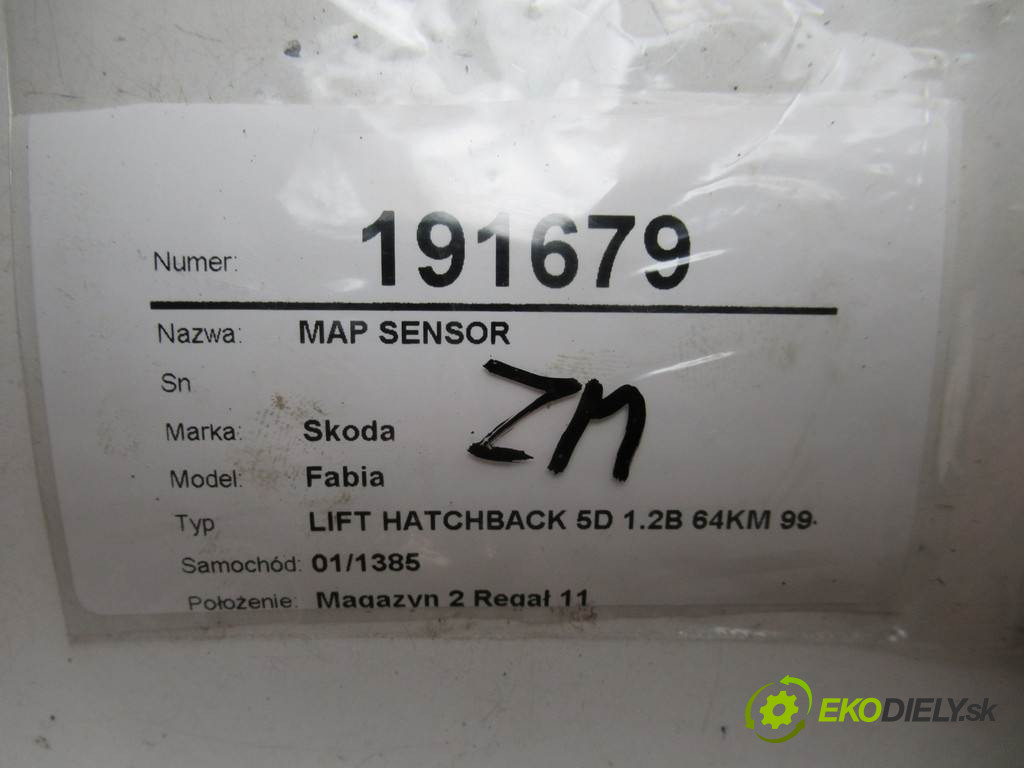 Numer: 191679
Nazwa: MAP SENSOR
Sn
Marka: Skoda
ZM
Model: Fabia
Typ LIFT HATCHBACK 5D 1.2B 64KM 99-
Samochód: 01/1385
Położenie: Magazyn 2 Regał 11
EKODIELY.sk